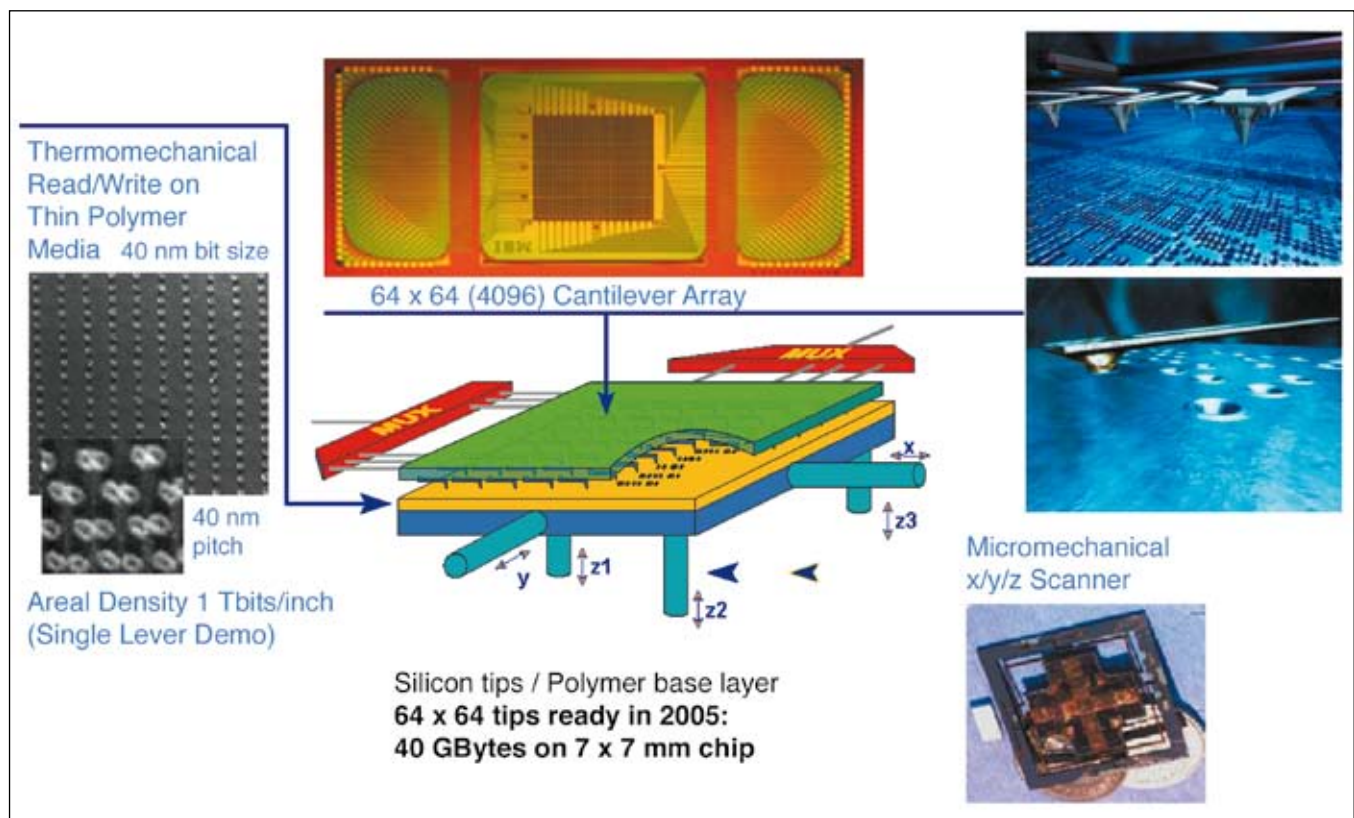 Thermomechanical
Read/Write on
Thin Polymer
Media 40 nm bit size
40 nm
pitch
Areal Density 1 Tbits/inch
(Single Lever Demo)
IBM
64 x 64 (4096) Cantilever Array
MUX
MUX
x
y
z1
z2
z3
Silicon tips / Polymer base layer
64 x 64 tips ready in 2005:
40 GBytes on 7 x 7 mm chip
Micromechanical
x/y/z Scanner